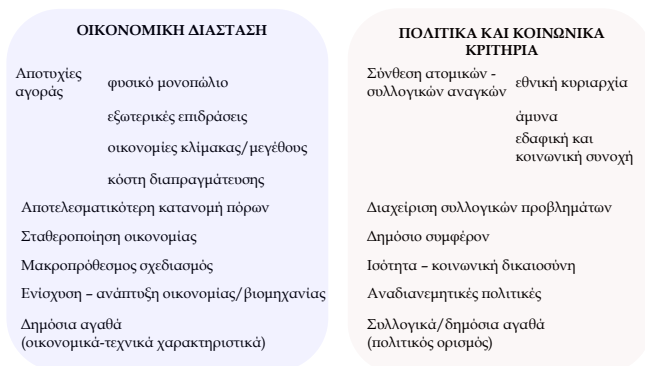 ΟΙΚΟΝΟΜΙΚΗ ΔΙΑΣΤΑΣΗ
Αποτυχίες
αγοράς
φυσικό μονοπώλιο
εξωτερικές επιδράσεις
οικονομίες κλίμακας/μεγέθους
κόστη διαπραγμάτευσης
Αποτελεσματικότερη κατανομή πόρων
Σταθεροποίηση οικονομίας
Μακροπρόθεσμος σχεδιασμός
Ενίσχυση – ανάπτυξη οικονομίας/βιομηχανίας
Δημόσια αγαθά
(οικονομικά-τεχνικά χαρακτηριστικά)
ΠΟΛΙΤΙΚΑ ΚΑΙ ΚΟΙΝΩΝΙΚΑ
ΚΡΙΤΗΡΙΑ
Σύνθεση ατομικών -
συλλογικών αναγκών
εθνική κυριαρχία
άμυνα
εδαφική και
κοινωνική συνοχή
Διαχείριση συλλογικών προβλημάτων
Δημόσιο συμφέρον
Ισότητα – κοινωνική δικαιοσύνη
Αναδιανεμητικές πολιτικές
Συλλογικά/δημόσια αγαθά
(πολιτικός ορισμός)